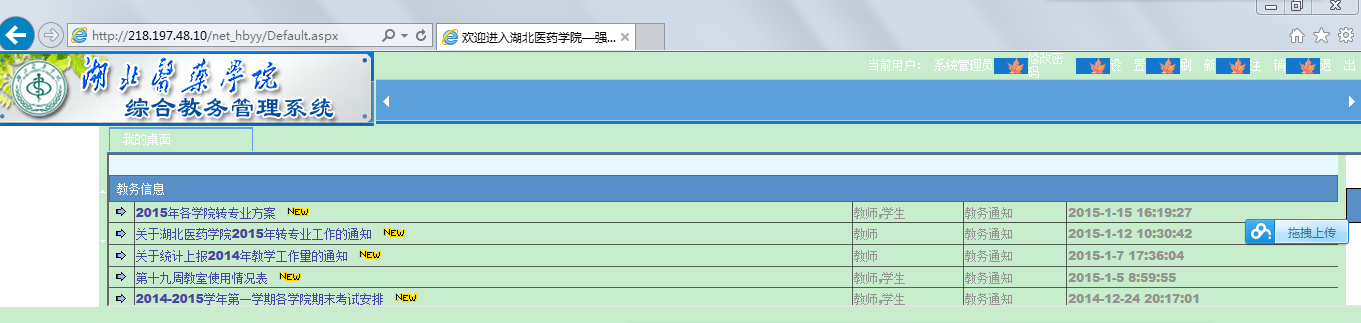 http://218.197.48.10/net_hbyy/Default.aspx
欢迎进入湖北医药学院—强...
湖北醫藥學院
综合教务管理系统
当前用户： 系统管理员 修改密码 设 置 刷 新 注 销 退 出
我的桌面
教务信息
2015年各学院转专业方案 NEW 教师,学生 教务通知 2015-1-15 16:19:27
关于湖北医药学院2015年转专业工作的通知 NEW 教师 教务通知 2015-1-12 10:30:42
关于统计上报2014年教学工作量的通知 NEW 教师 教务通知 2015-1-7 17:36:04
第十九周教室使用情况表 NEW 教师,学生 教务通知 2015-1-5 8:59:55
2014-2015学年第一学期各学院期末考试安排 NEW 教师,学生 教务通知 2014-12-24 20:17:01
拖拽上传